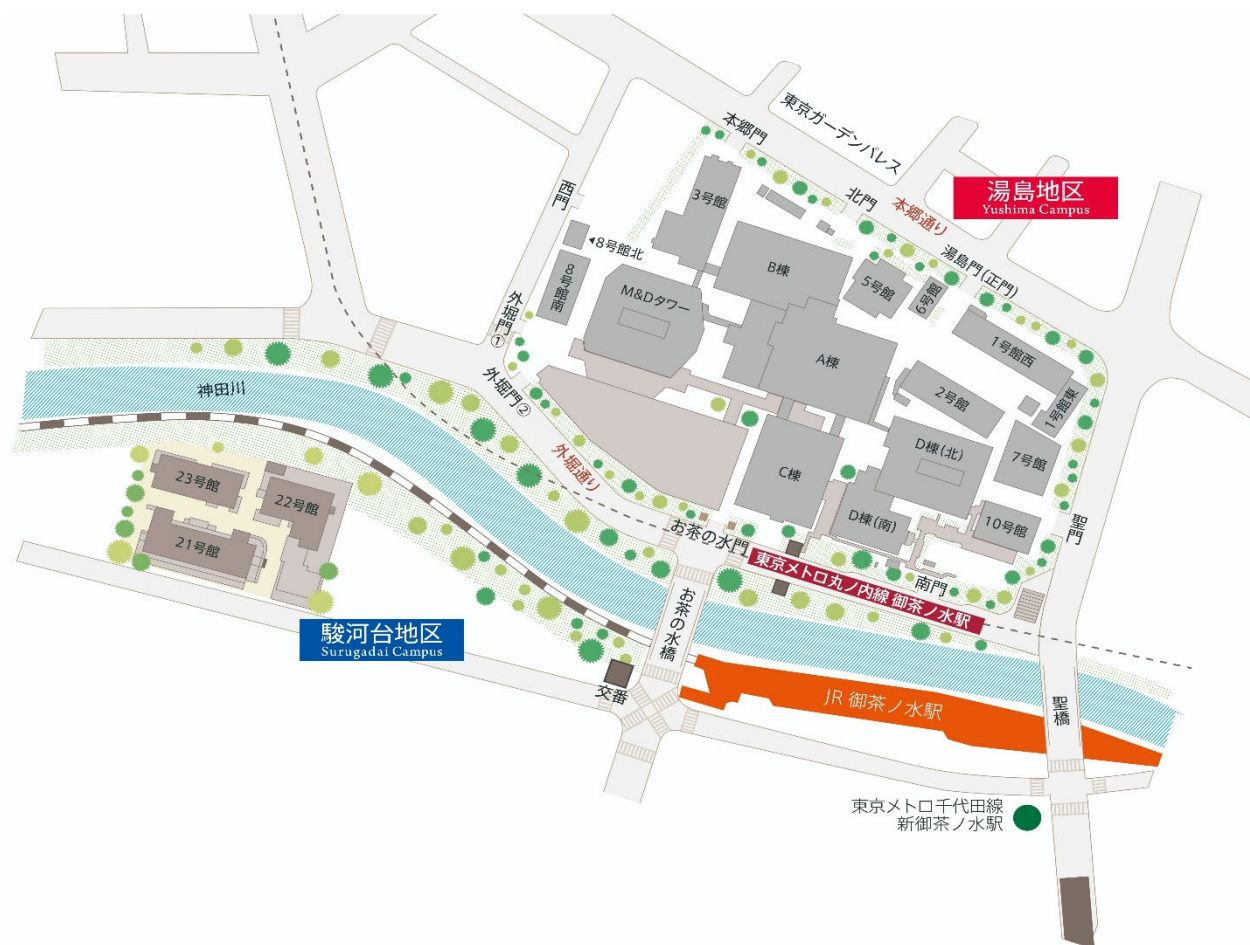 東京ガーデンパレス
本郷門
北門
本郷通り
湯島地区
Yushima Campus
湯島門(正門)
西門
3号館
◀8号館北
8号館南
M&Dタワー
B棟
5号館
6号館
1号館西
1号館東
外堀門①
外堀門②
A棟
2号館
D棟(北)
7号館
C棟
D棟(南)
10号館
聖門
神田川
外堀通り
お茶の水門
東京メトロ丸ノ内線 御茶ノ水駅
南門
23号館
22号館
21号館
駿河台地区
Surugadai Campus
お茶の水橋
交番
JR 御茶ノ水駅
聖橋
東京メトロ千代田線
新御茶ノ水駅